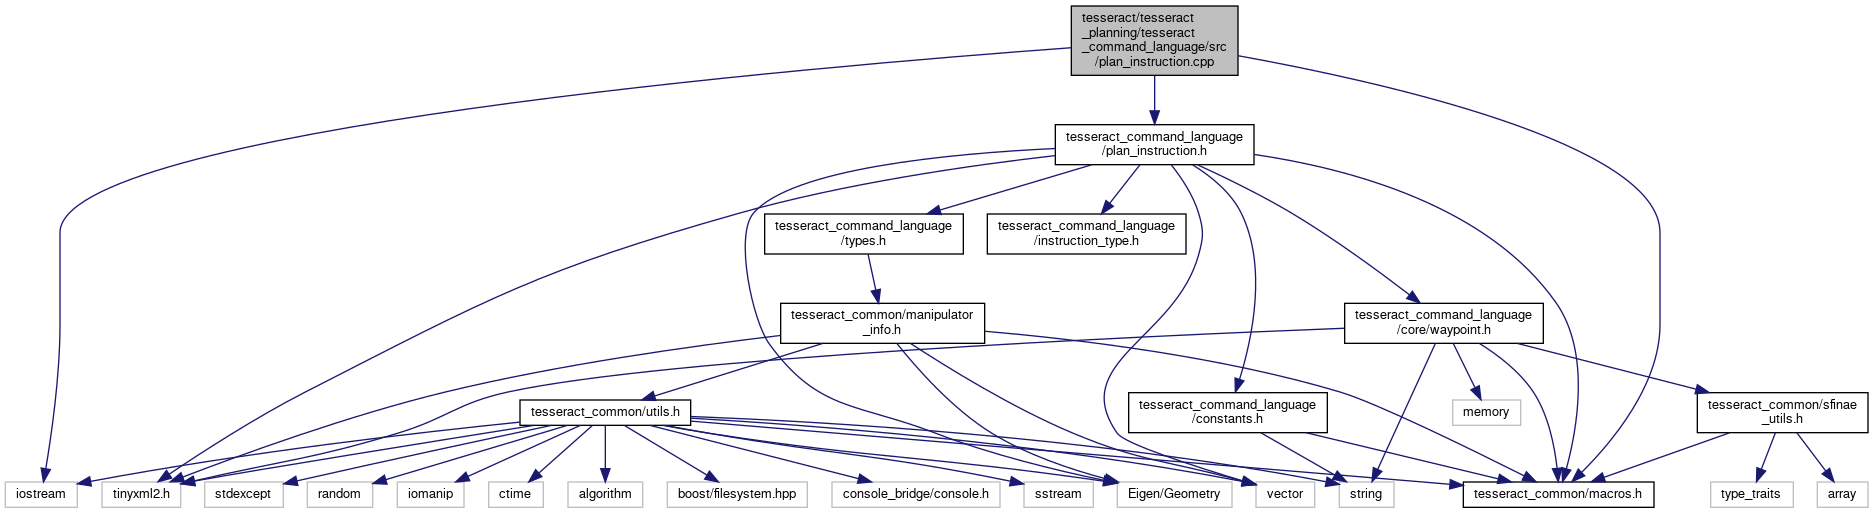 tesseract/tesseract
_planning/tesseract
_command_language/src
/plan_instruction.cpp
tesseract_command_language
/plan_instruction.h
tesseract_command_language
/types.h
tesseract_command_language
/instruction_type.h
tesseract_common/manipulator
_info.h
tesseract_command_language
/core/waypoint.h
tesseract_common/utils.h
tesseract_command_language
/constants.h
memory
tesseract_common/sfinae
_utils.h
iostream
tinyxml2.h
stdexcept
random
iomanip
ctime
algorithm
boost/filesystem.hpp
console_bridge/console.h
sstream
Eigen/Geometry
vector
string
tesseract_common/macros.h
type_traits
array